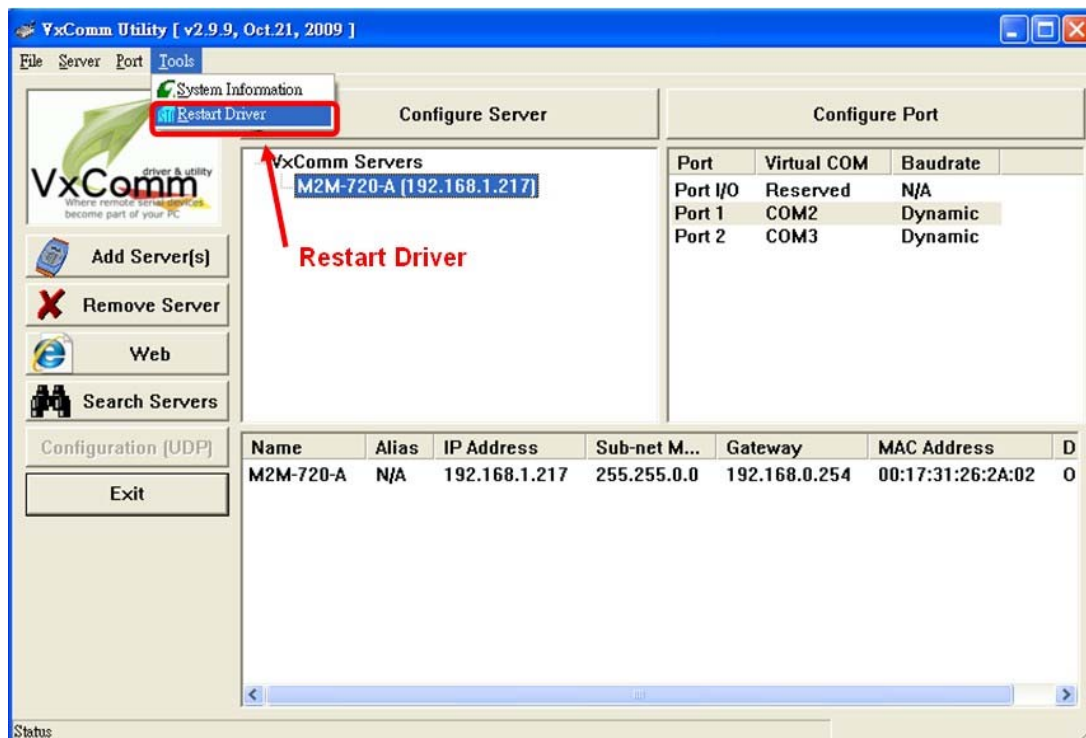 VxComm Utility [ v2.9.9, Oct.21, 2009 ]
File Server Port Tools
System Information
Restart Driver
VxComm
driver & utility
Where remote serial devices
become part of your PC
Add Server(s)
Remove Server
Web
Search Servers
Configuration (UDP)
Exit
Configure Server
VxComm Servers
M2M-720-A (192.168.1.217)
Restart Driver
Configure Port
Port Virtual COM Baudrate
Port I/O Reserved N/A
Port 1 COM2 Dynamic
Port 2 COM3 Dynamic
Name Alias IP Address Sub-net M... Gateway MAC Address D
M2M-720-A N/A 192.168.1.217 255.255.0.0 192.168.0.254 00:17:31:26:2A:02 O
Status